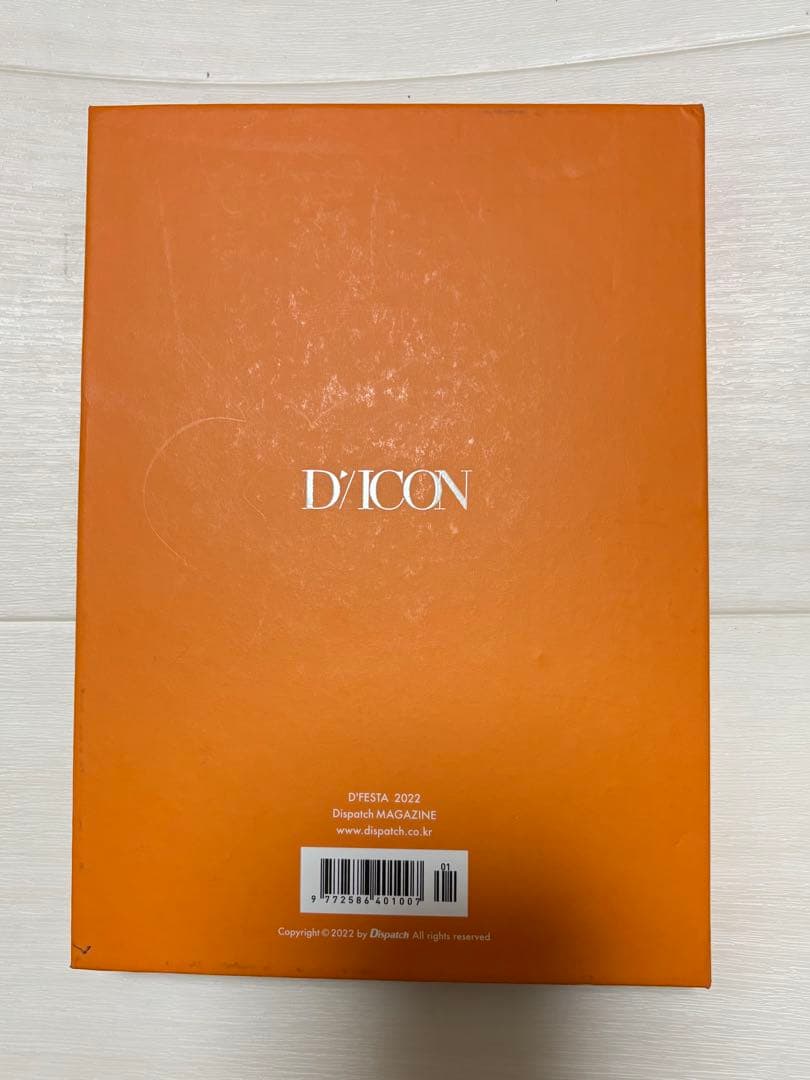 D'/ICON
D'FESTA 2022
Dispatch MAGAZINE
www.dispatch.co.kr
01
9 772586 401007
Copyright © 2022 by Dispatch All rights reserved